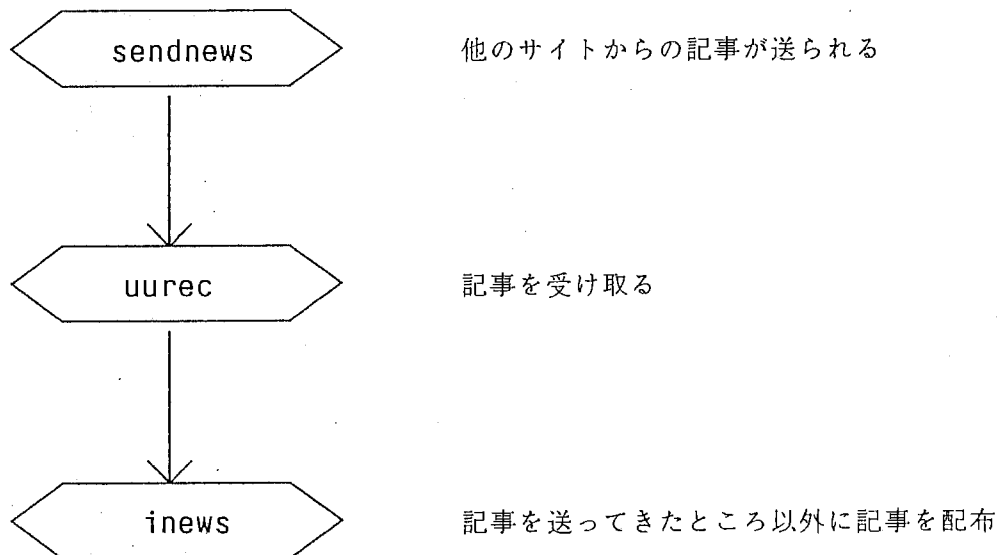 sendnews 他のサイトからの記事が送られる
uurec 記事を受け取る
inews 記事を送ってきたところ以外に記事を配布